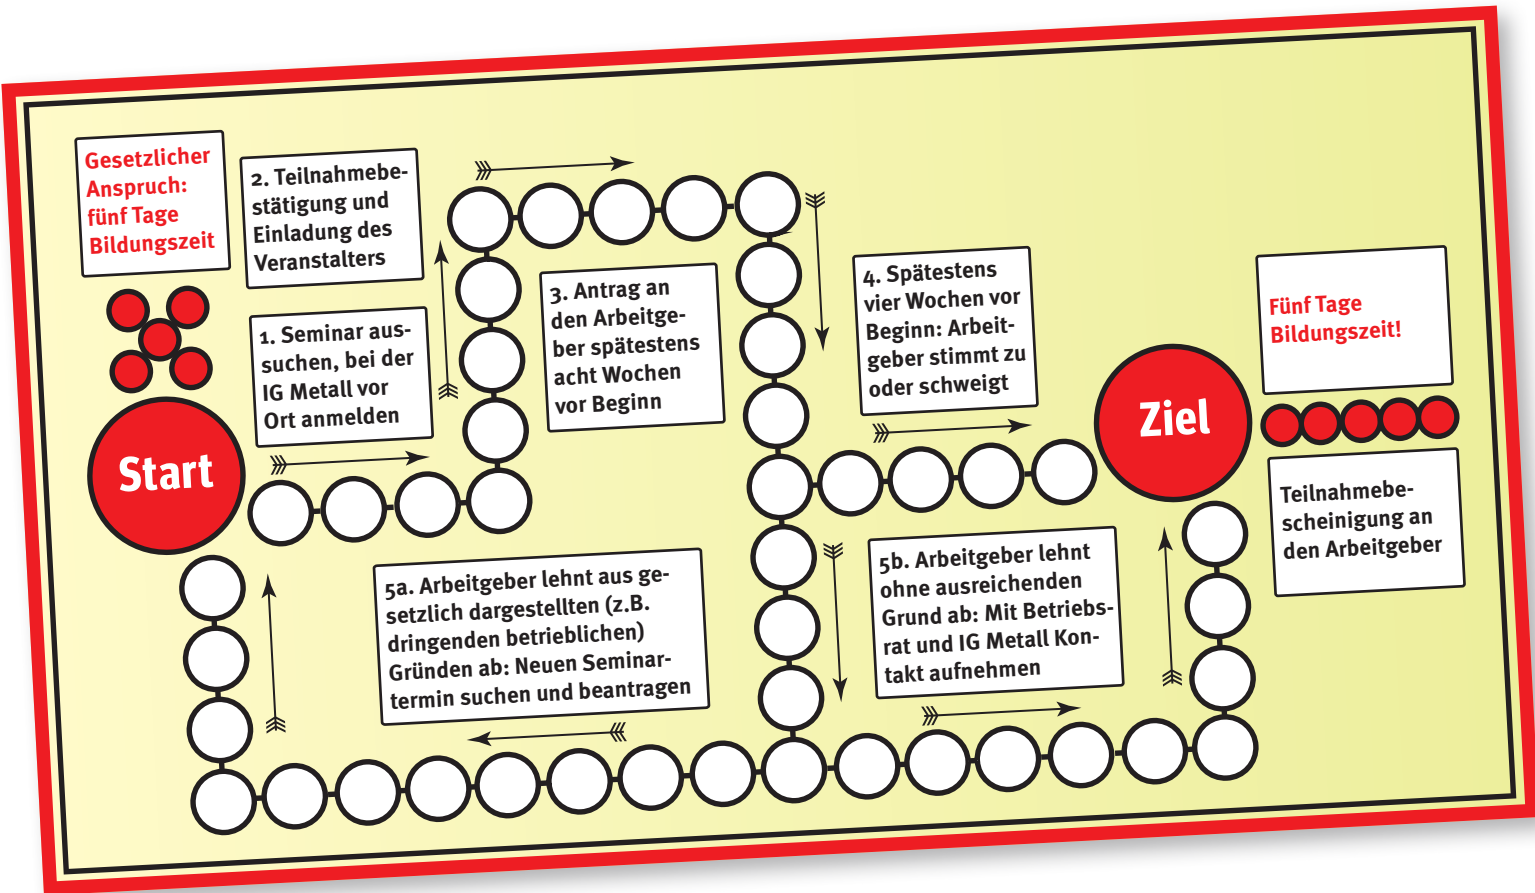 Gesetzlicher
Anspruch:
fünf Tage
Bildungszeit
2. Teilnahmebe-
stätigung und
Einladung des
Veranstalters
1. Seminar aus-
suchen, bei der
IG Metall vor
Ort anmelden
Start
3. Antrag an
den Arbeitge-
ber spätestens
acht Wochen
vor Beginn
4. Spätestens
vier Wochen vor
Beginn: Arbeit-
geber stimmt zu
oder schweigt
Ziel
Fünf Tage
Bildungszeit!
Teilnahmebe-
scheinigung an
den Arbeitgeber
5a. Arbeitgeber lehnt aus ge-
setzlich dargestellten (z.B.
dringenden betrieblichen)
Gründen ab: Neuen Seminar-
termin suchen und beantragen
5b. Arbeitgeber lehnt
ohne ausreichenden
Grund ab: Mit Betriebs-
rat und IG Metall Kon-
takt aufnehmen